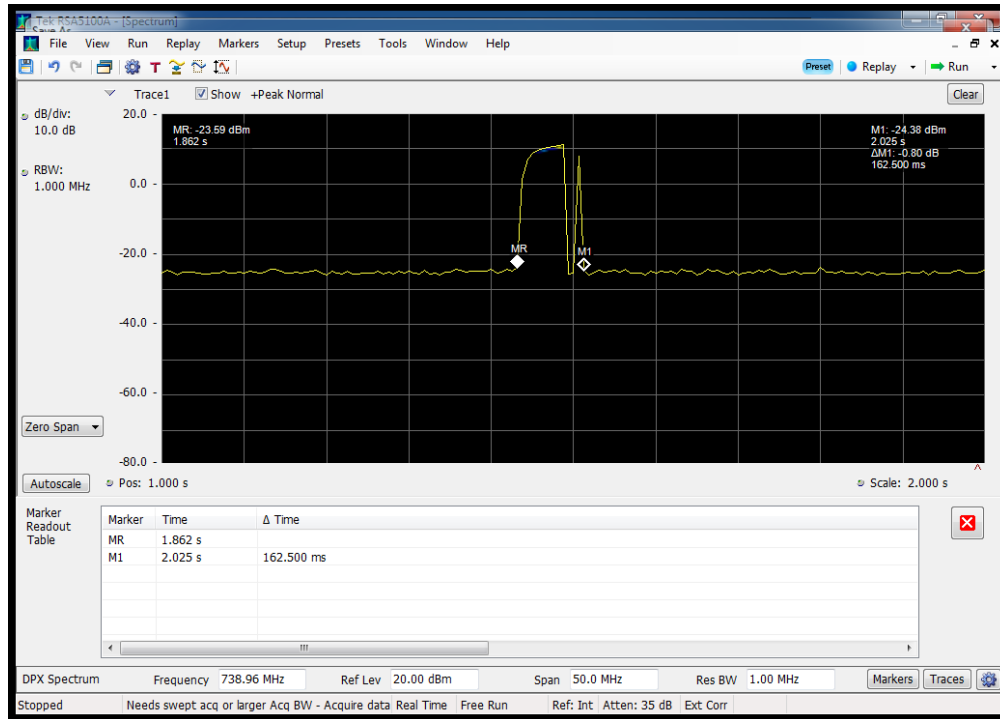 Tek RSA5100A - [Spectrum]
Save As
File View Run Replay Markers Setup Presets Tools Window Help
T Preset Replay Run
Trace1 Show +Peak Normal Clear
dB/div:
10.0 dB
RBW:
1.000 MHz
20.0 -
0.0 -
-20.0 -
-40.0 -
-60.0 -
-80.0 -
MR: -23.59 dBm
1.862 s
M1: -24.38 dBm
2.025 s
ΔM1: -0.80 dB
162.500 ms
MR
M1
Zero Span
Autoscale Pos: 1.000 s Scale: 2.000 s
Marker
Readout
Table
Marker Time Δ Time
MR 1.862 s
M1 2.025 s 162.500 ms
DPX Spectrum Frequency 738.96 MHz Ref Lev 20.00 dBm Span 50.0 MHz Res BW 1.00 MHz Markers Traces
Stopped Needs swept acq or larger Acq BW - Acquire data Real Time Free Run Ref: Int Atten: 35 dB Ext Corr